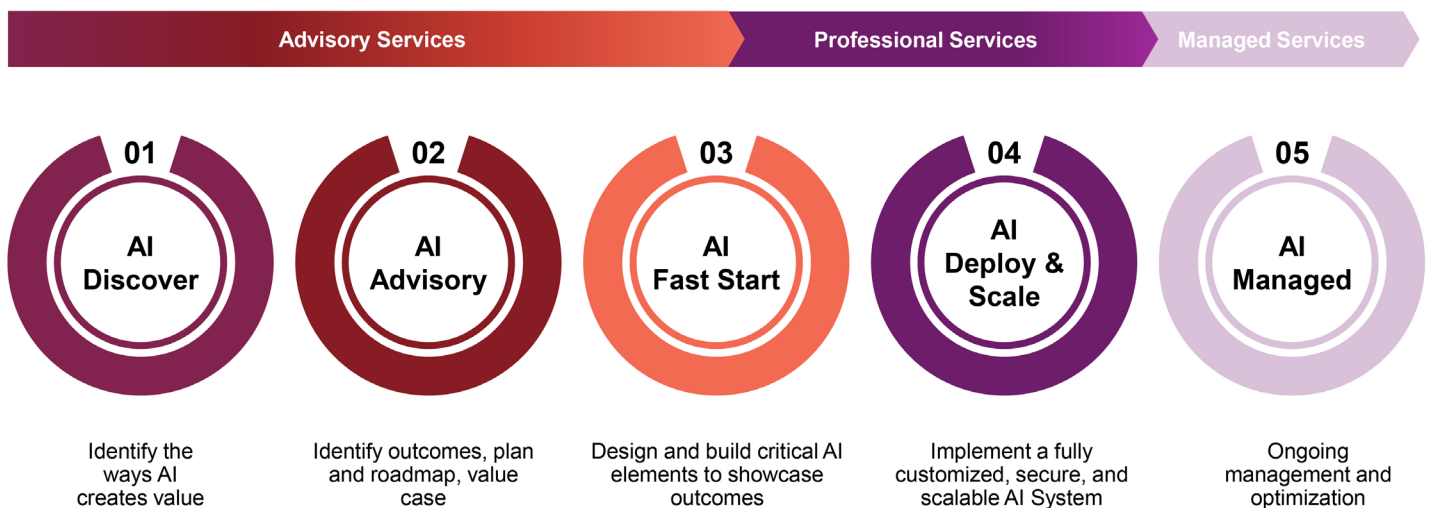 Advisory Services
Professional Services
Managed Services
01
AI
Discover
Identify the
ways AI
creates value
02
AI
Advisory
Identify outcomes, plan
and roadmap, value
case
03
AI
Fast Start
Design and build critical AI
elements to showcase
outcomes
04
AI
Deploy &
Scale
Implement a fully
customized, secure, and
scalable AI System
05
AI
Managed
Ongoing
management and
optimization